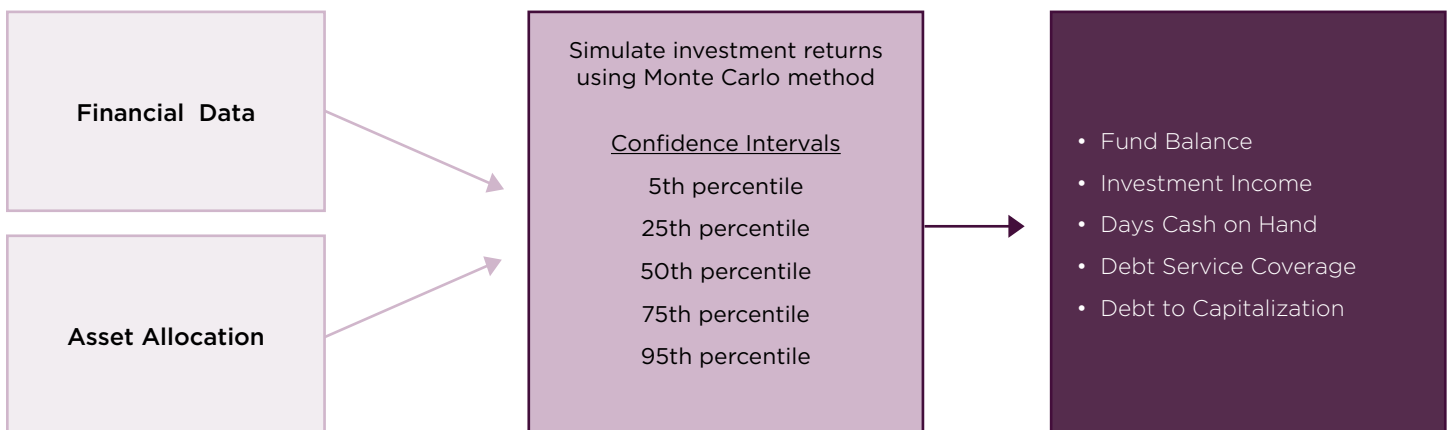 Financial Data
Asset Allocation
Simulate investment returns
using Monte Carlo method
Confidence Intervals
5th percentile
25th percentile
50th percentile
75th percentile
95th percentile
• Fund Balance
• Investment Income
• Days Cash on Hand
• Debt Service Coverage
• Debt to Capitalization